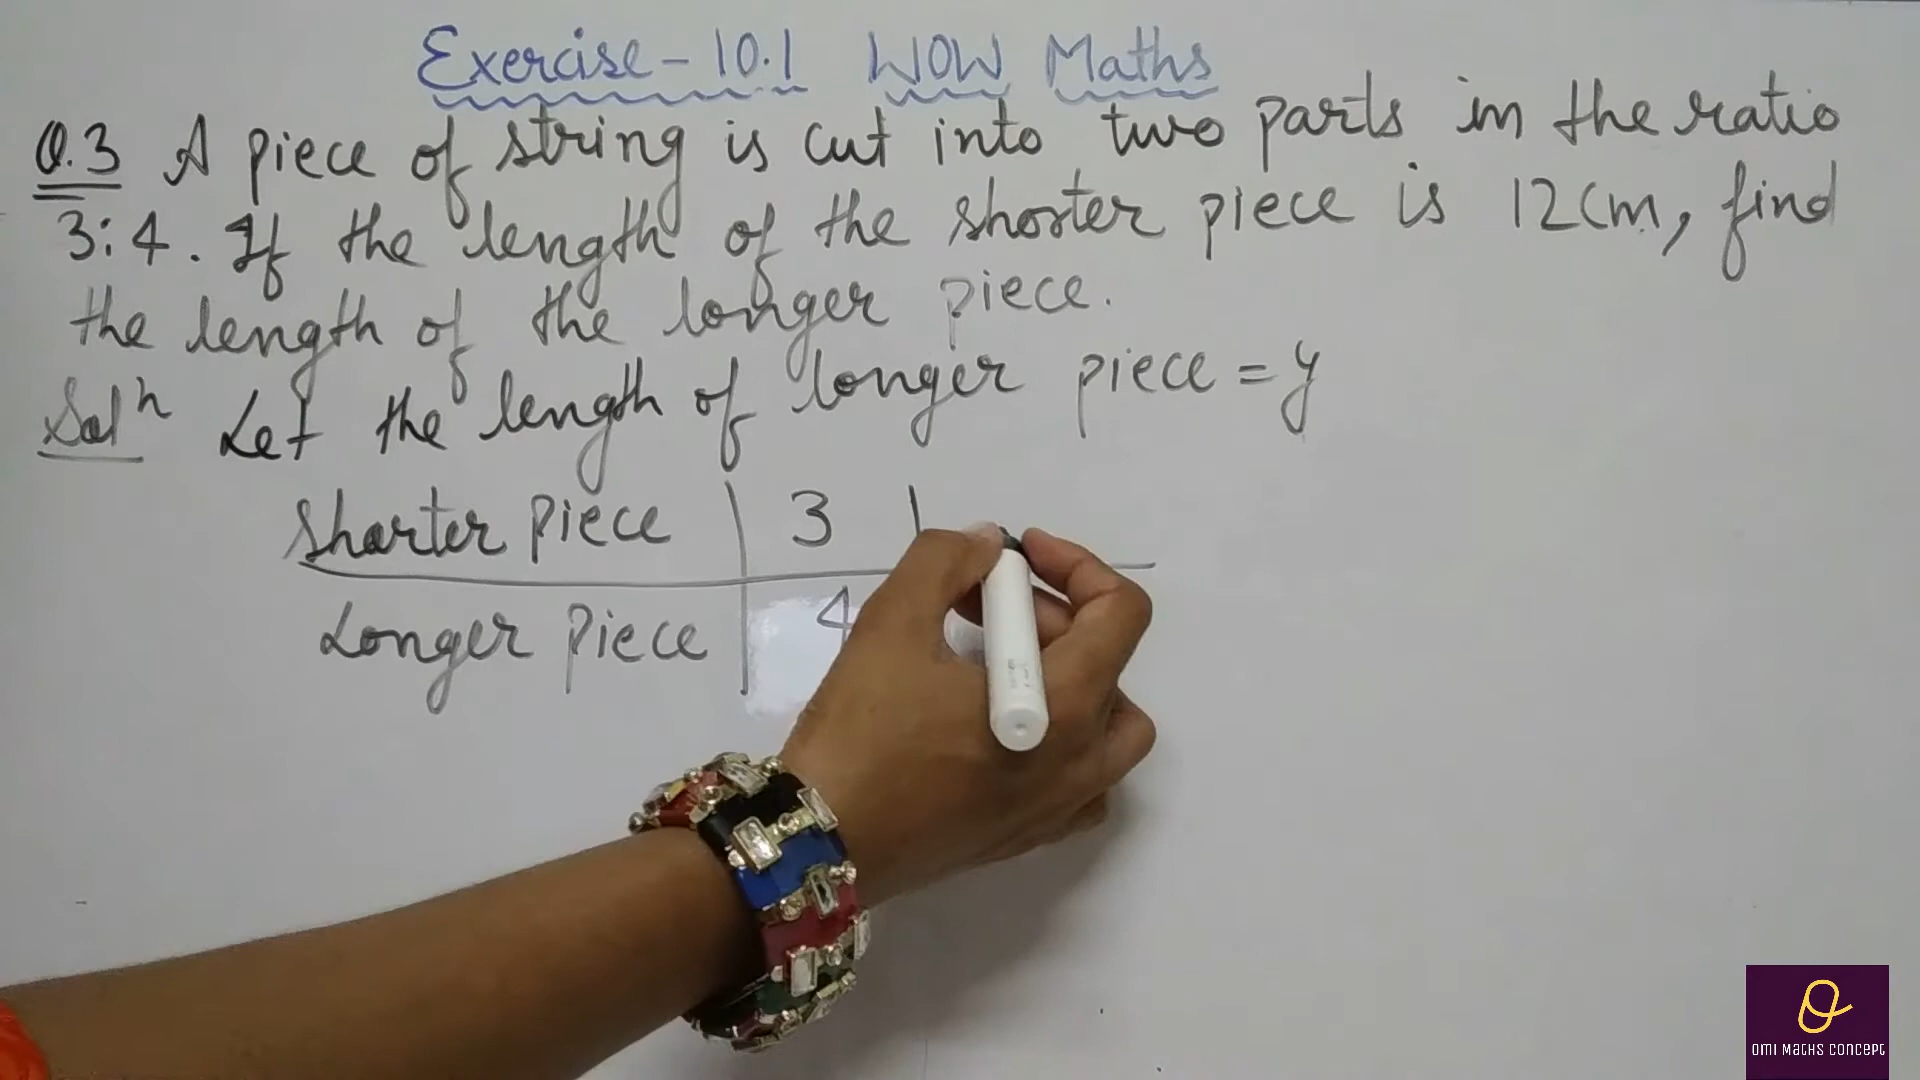 Exercise-10.1 WOW Maths
Q.3 A piece of string is cut into two parts in the ratio
3:4. If the length of the shorter piece is 12cm, find
the length of the longer piece.
Solⁿ Let the length of longer piece = y
Shorter piece 3
Longer piece 4
OMI MATHS CONCEPT